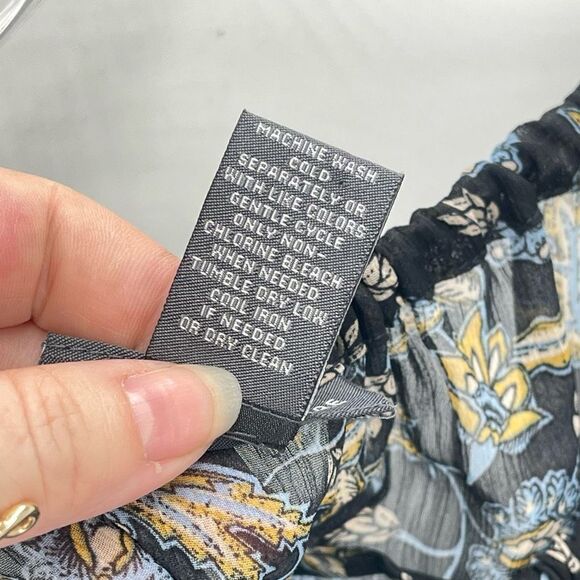 MACHINE WASH
COLD
SEPARATELY OR
WITH LIKE COLORS
GENTLE CYCLE
ONLY NON-
CHLORINE BLEACH
WHEN NEEDED
TUMBLE DRY LOW
COOL IRON
IF NEEDED
OR DRY CLEAN